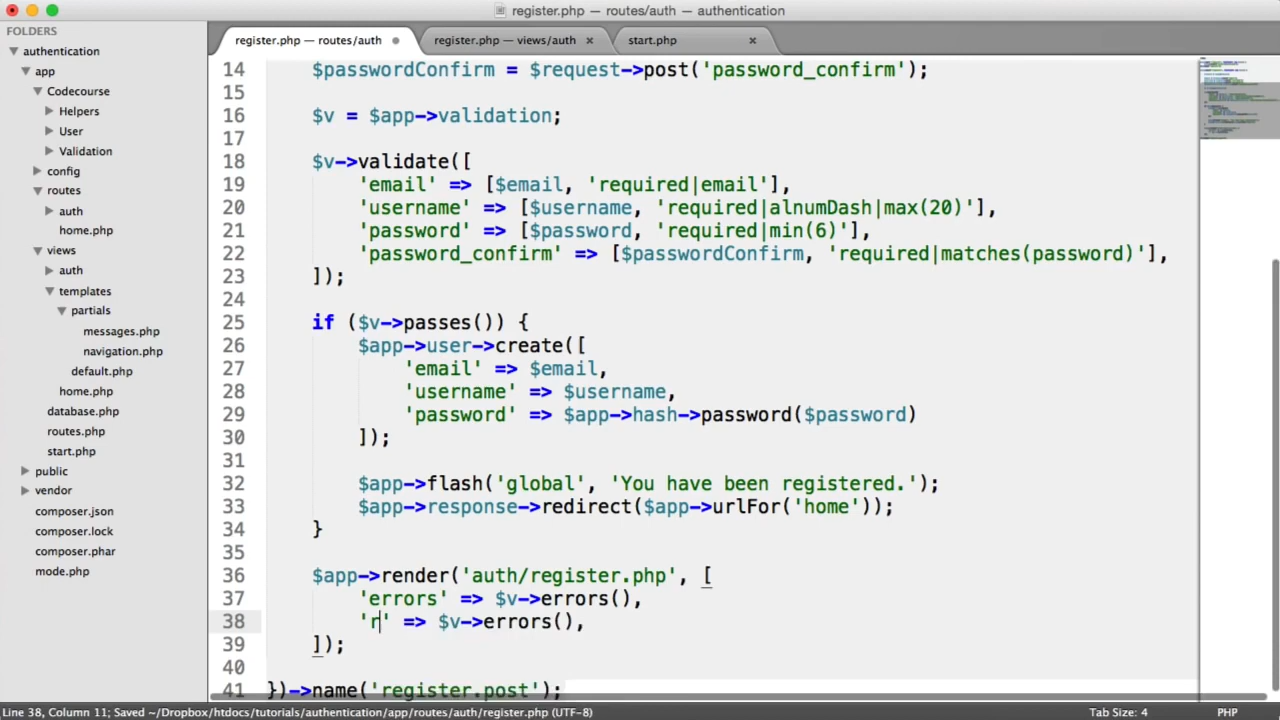 register.php — routes/auth — authentication
FOLDERS
authentication
app
Codecourse
Helpers
User
Validation
config
routes
auth
home.php
views
auth
templates
partials
messages.php
navigation.php
default.php
home.php
database.php
routes.php
start.php
public
vendor
composer.json
composer.lock
composer.phar
mode.php
register.php — routes/auth
register.php — views/auth
start.php
14 $passwordConfirm = $request->post('password_confirm');
15
16 $v = $app->validation;
17
18 $v->validate([
19 'email' => [$email, 'required|email'],
20 'username' => [$username, 'required|alnumDash|max(20)'],
21 'password' => [$password, 'required|min(6)'],
22 'password_confirm' => [$passwordConfirm, 'required|matches(password)'],
23 ]);
24
25 if ($v->passes()) {
26 $app->user->create([
27 'email' => $email,
28 'username' => $username,
29 'password' => $app->hash->password($password)
30 ]);
31
32 $app->flash('global', 'You have been registered.');
33 $app->response->redirect($app->urlFor('home'));
34 }
35
36 $app->render('auth/register.php', [
37 'errors' => $v->errors(),
38 'r' => $v->errors(),
39 ]);
40
41 })->name('register.post');
Line 38, Column 11; Saved ~/Dropbox/htdocs/tutorials/authentication/app/routes/auth/register.php (UTF-8)
Tab Size: 4
PHP